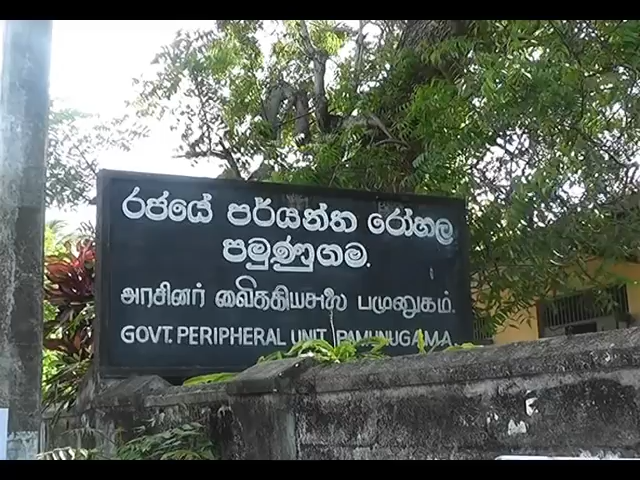 රජයේ පර්යන්ත රෝහල
පමුණුගම.
அரசினர் வைத்தியசாலை பமுனுகம்.
GOVT. PERIPHERAL UNIT, PAMUNUGAMA.